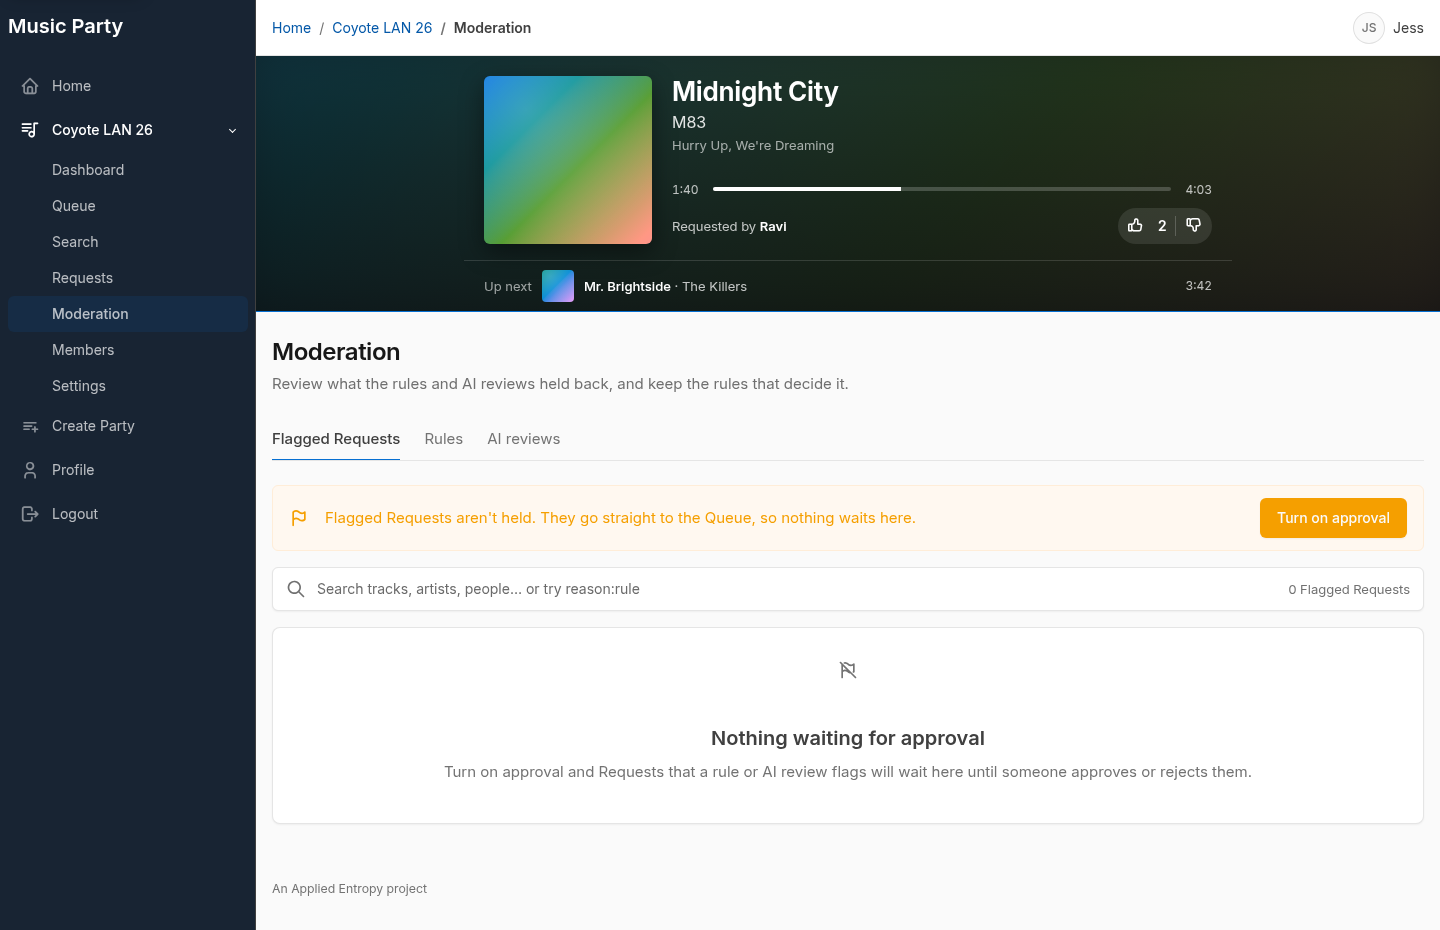 Music Party
Home
Coyote LAN 26
Dashboard
Queue
Search
Requests
Moderation
Members
Settings
Create Party
Profile
Logout
Home / Coyote LAN 26 / Moderation
JS Jess
Midnight City
M83
Hurry Up, We're Dreaming
1:40 4:03
Requested by Ravi 2
Up next Mr. Brightside · The Killers 3:42
Moderation
Review what the rules and AI reviews held back, and keep the rules that decide it.
Flagged Requests Rules AI reviews
Flagged Requests aren't held. They go straight to the Queue, so nothing waits here. Turn on approval
Search tracks, artists, people... or try reason:rule 0 Flagged Requests
Nothing waiting for approval
Turn on approval and Requests that a rule or AI review flags will wait here until someone approves or rejects them.
An Applied Entropy project